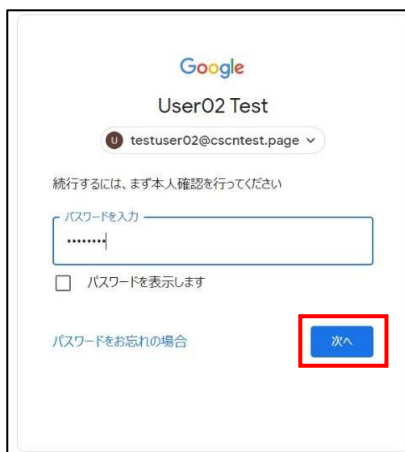 Google
User02 Test
U testuser02@cscntest.page
続行するには、まず本人確認を行ってください
パスワードを入力
••••••••
パスワードを表示します
パスワードをお忘れの場合
次へ